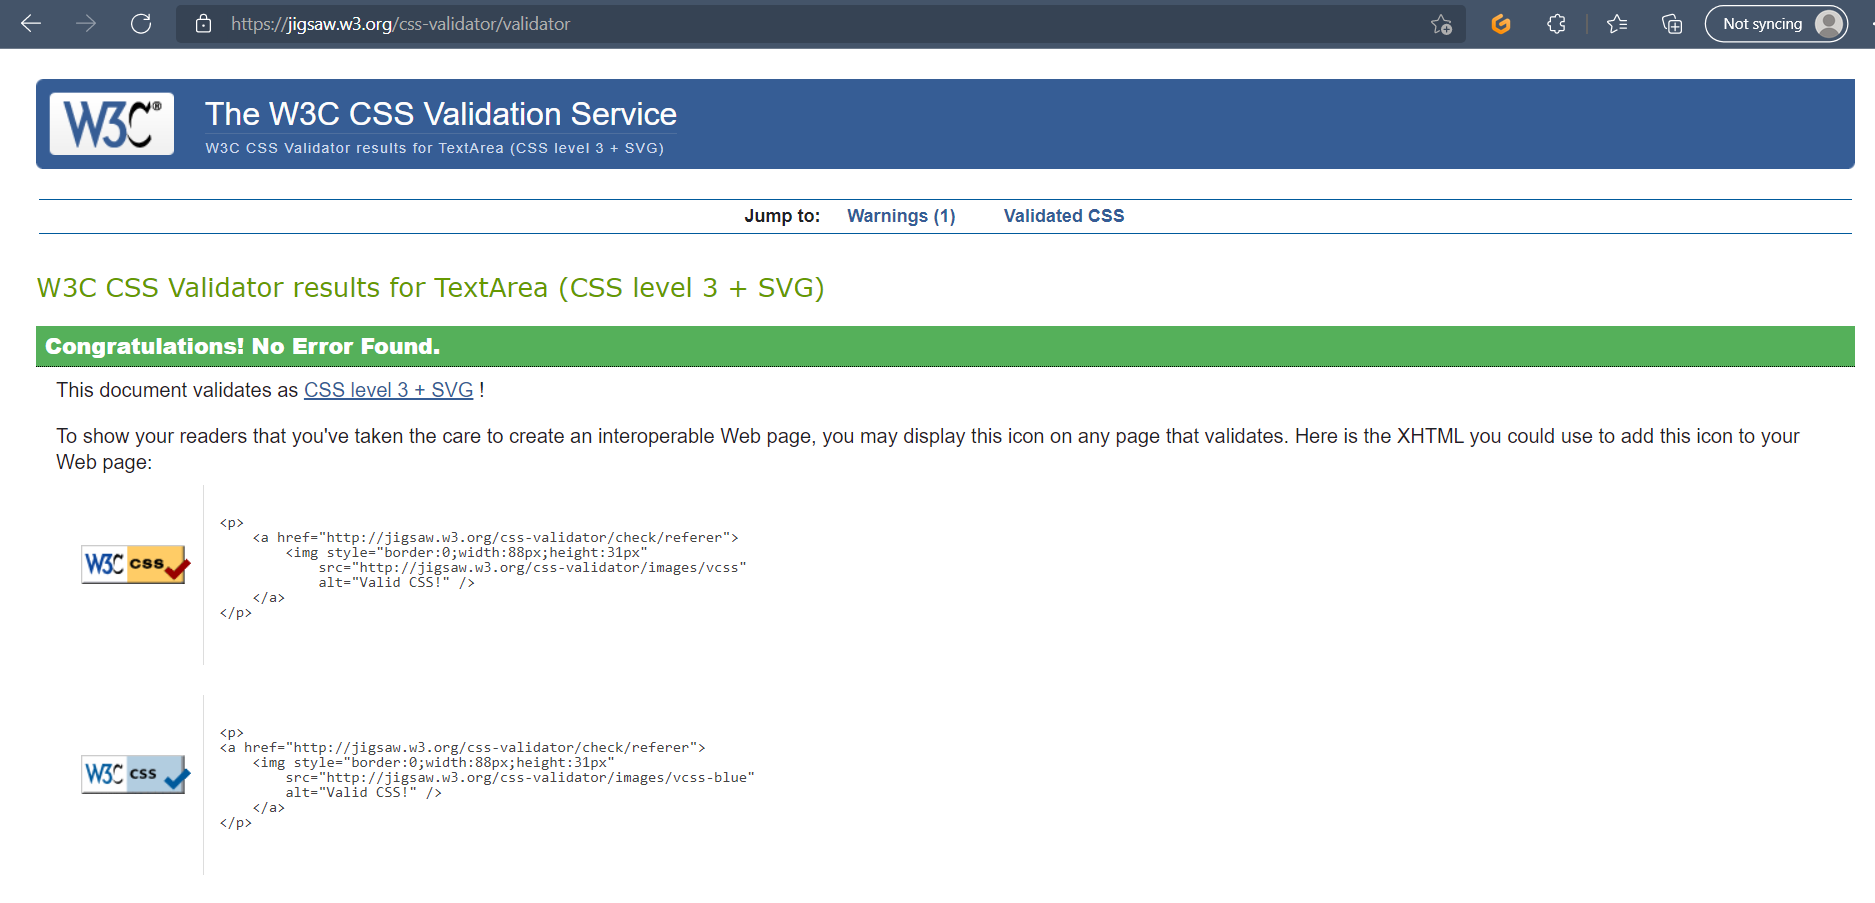 https://jigsaw.w3.org/css-validator/validator
Not syncing
W3C®
The W3C CSS Validation Service
W3C CSS Validator results for TextArea (CSS level 3 + SVG)
Jump to: Warnings (1) Validated CSS
W3C CSS Validator results for TextArea (CSS level 3 + SVG)
Congratulations! No Error Found.
This document validates as CSS level 3 + SVG !
To show your readers that you've taken the care to create an interoperable Web page, you may display this icon on any page that validates. Here is the XHTML you could use to add this icon to your
Web page:
W3C css
<p>
    <a href="http://jigsaw.w3.org/css-validator/check/referer">
        <img style="border:0;width:88px;height:31px"
            src="http://jigsaw.w3.org/css-validator/images/vcss"
            alt="Valid CSS!" />
    </a>
</p>
W3C css
<p>
<a href="http://jigsaw.w3.org/css-validator/check/referer">
    <img style="border:0;width:88px;height:31px"
        src="http://jigsaw.w3.org/css-validator/images/vcss-blue"
        alt="Valid CSS!" />
    </a>
</p>